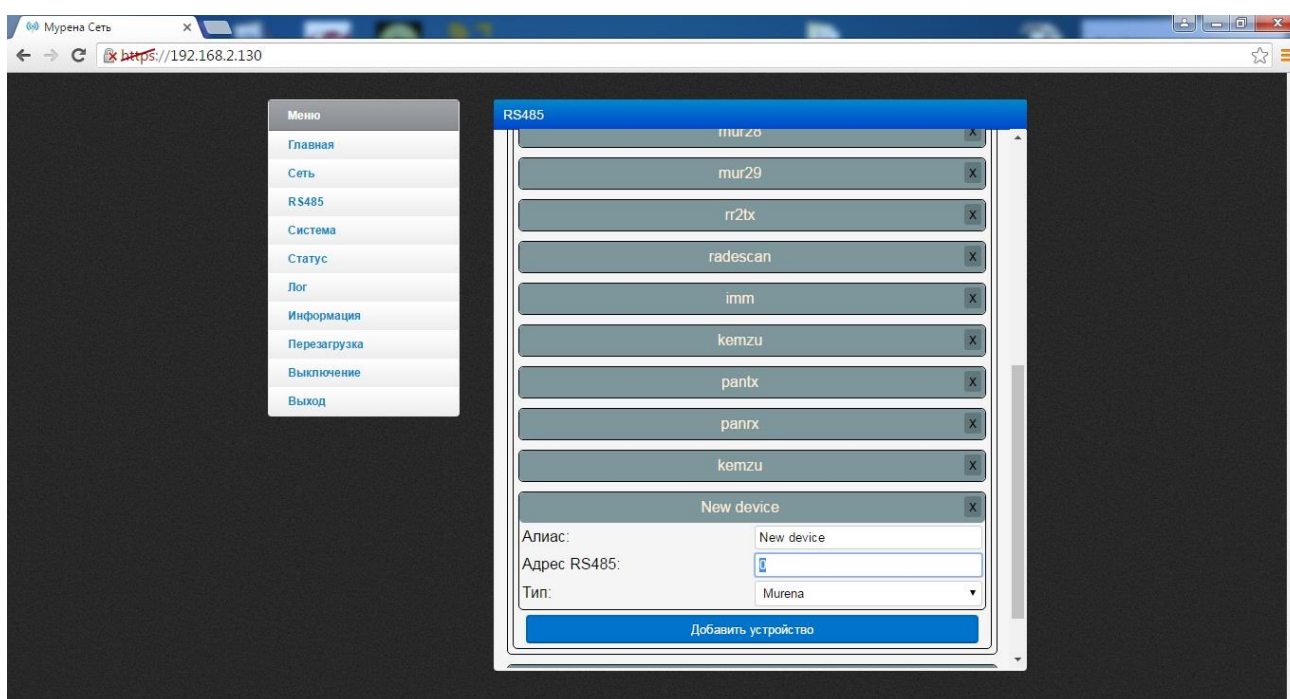 Мурена Сеть
https://192.168.2.130
Меню
Главная
Сеть
RS485
Система
Статус
Лог
Информация
Перезагрузка
Выключение
Выход
RS485
mur28 X
mur29 X
rr2tx X
radescan X
imm X
kemzu X
pantx X
panrx X
kemzu X
New device X
Алиас: New device
Адрес RS485: 0
Тип: Murena
Добавить устройство